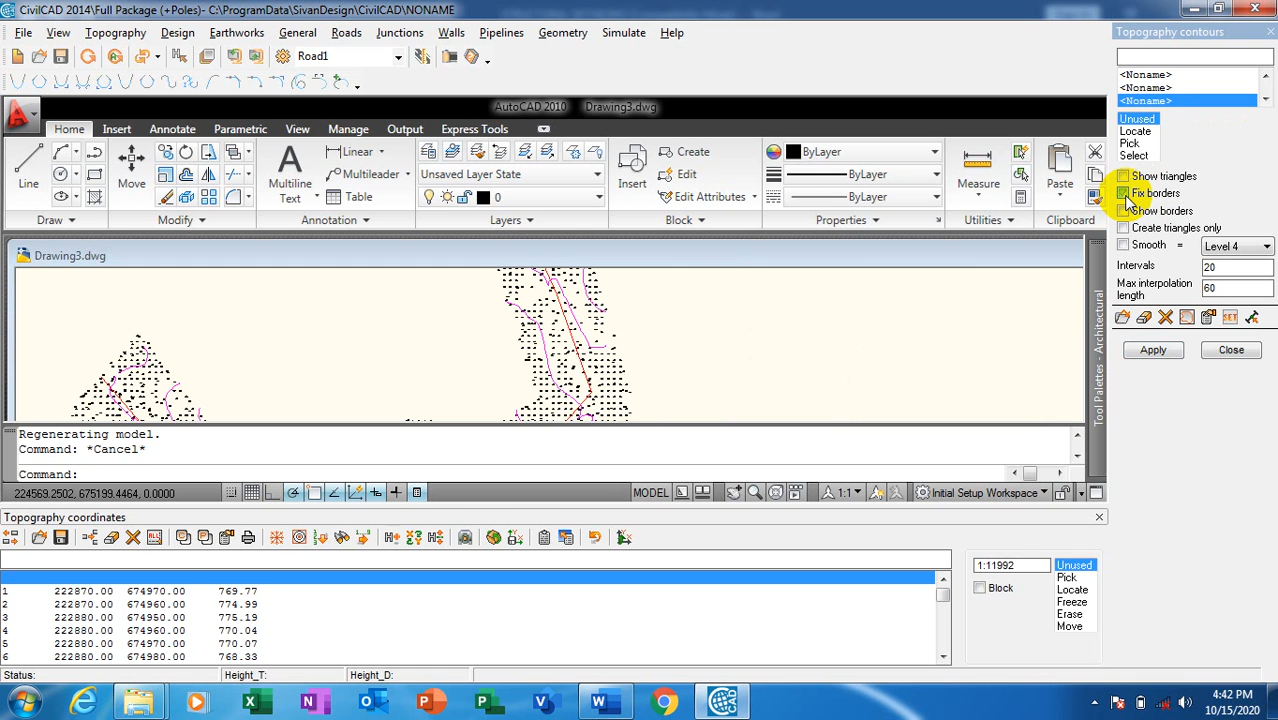 CivilCAD 2014/Full Package (+Poles)- C:\ProgramData\SivanDesign\CivilCAD\NONAME
File View Topography Design Earthworks General Roads Junctions Walls Pipelines Geometry Simulate Help
Road1
AutoCAD 2010 Drawing3.dwg
Home Insert Annotate Parametric View Manage Output Express Tools
Line Move Multiline Text Linear Multileader Table Unsaved Layer State 0 Insert Create Edit Edit Attributes ByLayer ByLayer ByLayer Measure Paste
Draw Modify Annotation Layers Block Properties Utilities Clipboard
Drawing3.dwg
Tool Palettes - Architectural
Regenerating model.
Command: *Cancel*
Command:
224569.2502, 675199.4464, 0.0000 MODEL 1:1 Initial Setup Workspace
Topography coordinates
1 222870.00 674970.00 769.77
2 222880.00 674960.00 774.99
3 222880.00 674950.00 775.19
4 222880.00 674960.00 770.04
5 222880.00 674970.00 770.07
6 222880.00 674980.00 768.33
1:11992
Block
Unused
Pick
Locate
Freeze
Erase
Move
Status: Height_T: Height_D:
Topography contours
<Noname>
<Noname>
<Noname>
Unused
Locate
Pick
Select
Show triangles
Fix borders
Show borders
Create triangles only
Smooth = Level 4
Intervals 20
Max interpolation length 60
SET
Apply Close
4:42 PM
10/15/2020